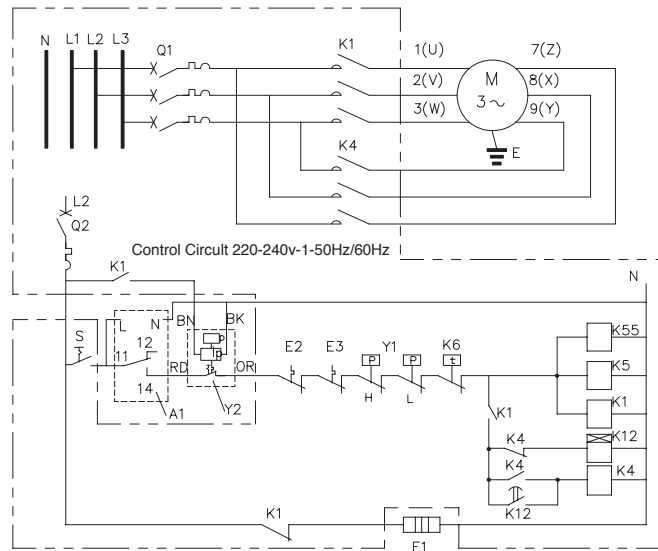 N L1 L2 L3
Q1
K1
1(U)
7(Z)
2(V)
M
8(X)
3(W)
3~
9(Y)
K4
E
L2
Q2
Control Circuit 220-240v-1-50Hz/60Hz
K1
N
S
L
N
BN
BK
12
11
RD
OR
14
A1
Y2
E2
E3
Y1
K6
P
P
t
H
L
K55
K5
K1
K1
K12
K4
K4
K4
K12
K1
E1